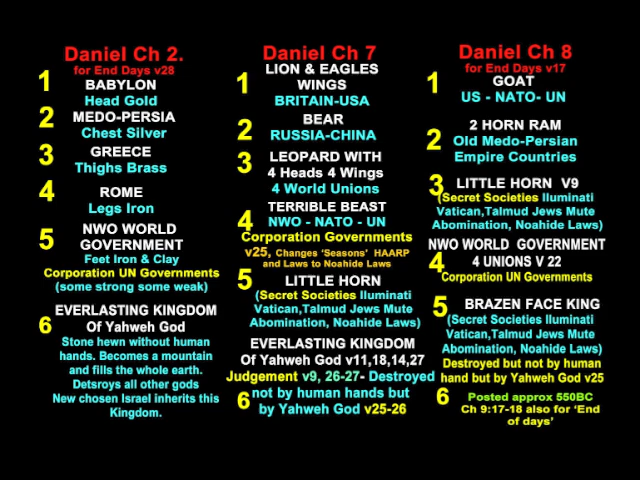 Daniel Ch 2.
for End Days v28
1
BABYLON
Head Gold
2
MEDO-PERSIA
Chest Silver
3
GREECE
Thighs Brass
4
ROME
Legs Iron
5
NWO WORLD
GOVERNMENT
Feet Iron & Clay
Corporation UN Governments
(some strong some weak)
6
EVERLASTING KINGDOM
Of Yahweh God
Stone hewn without human
hands. Becomes a mountain
and fills the whole earth.
Detsroys all other gods
New chosen Israel inherits this
Kingdom.
Daniel Ch 7
1
LION & EAGLES
WINGS
BRITAIN-USA
2
BEAR
RUSSIA-CHINA
3
LEOPARD WITH
4 Heads 4 Wings
4 World Unions
4
TERRIBLE BEAST
NWO - NATO - UN
Corporation Governments
v25, Changes 'Seasons' HAARP
and Laws to Noahide Laws
5
LITTLE HORN
(Secret Societies Iluminati
Vatican,Talmud Jews Mute
Abomination, Noahide Laws)
EVERLASTING KINGDOM
Of Yahweh God v11,18,14,27
Judgement v9, 26-27- Destroyed
6
not by human hands but
by Yahweh God v25-26
Daniel Ch 8
for End Days v17
1
GOAT
US - NATO- UN
2
2 HORN RAM
Old Medo-Persian
Empire Countries
3
LITTLE HORN V9
(Secret Societies Iluminati
Vatican,Talmud Jews Mute
Abomination, Noahide Laws)
NWO WORLD GOVERNMENT
4
4 UNIONS V 22
Corporation UN Governments
5
BRAZEN FACE KING
(Secret Societies Iluminati
Vatican,Talmud Jews Mute
Abomination, Noahide Laws)
Destroyed but not by human
hand but by Yahweh God v25
6
Posted approx 550BC
Ch 9:17-18 also for 'End
of days'